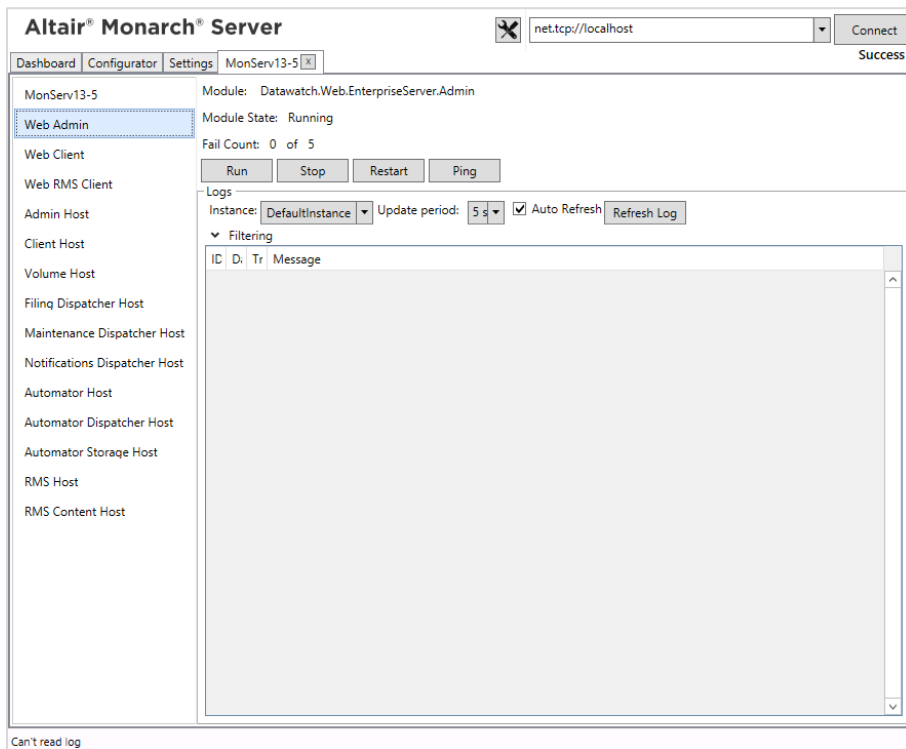 Altair® Monarch® Server
net.tcp://localhost
Connect
Success
Dashboard Configurator Settings MonServ13-5 x
MonServ13-5
Web Admin
Web Client
Web RMS Client
Admin Host
Client Host
Volume Host
Filing Dispatcher Host
Maintenance Dispatcher Host
Notifications Dispatcher Host
Automator Host
Automator Dispatcher Host
Automator Storage Host
RMS Host
RMS Content Host
Module: Datawatch.Web.EnterpriseServer.Admin
Module State: Running
Fail Count: 0 of 5
Run Stop Restart Ping
Logs
Instance: DefaultInstance Update period: 5 s Auto Refresh Refresh Log
Filtering
ID Da Tr Message
Can't read log